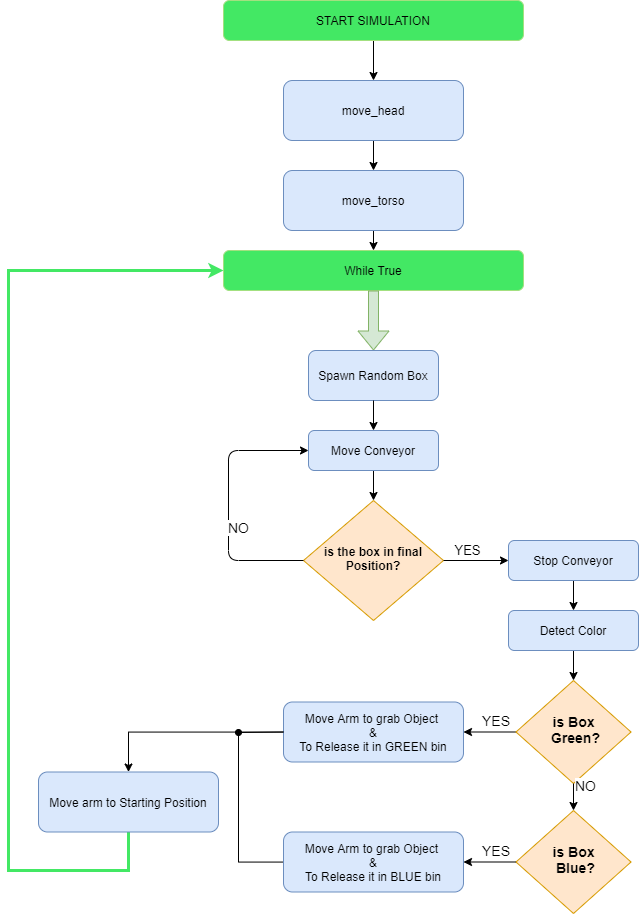 START SIMULATION
move_head
move_torso
While True
Spawn Random Box
Move Conveyor
is the box in final
Position?
NO
YES
Stop Conveyor
Detect Color
is Box
Green?
YES
Move Arm to grab Object
&
To Release it in GREEN bin
NO
Move arm to Starting Position
is Box
Blue?
YES
Move Arm to grab Object
&
To Release it in BLUE bin